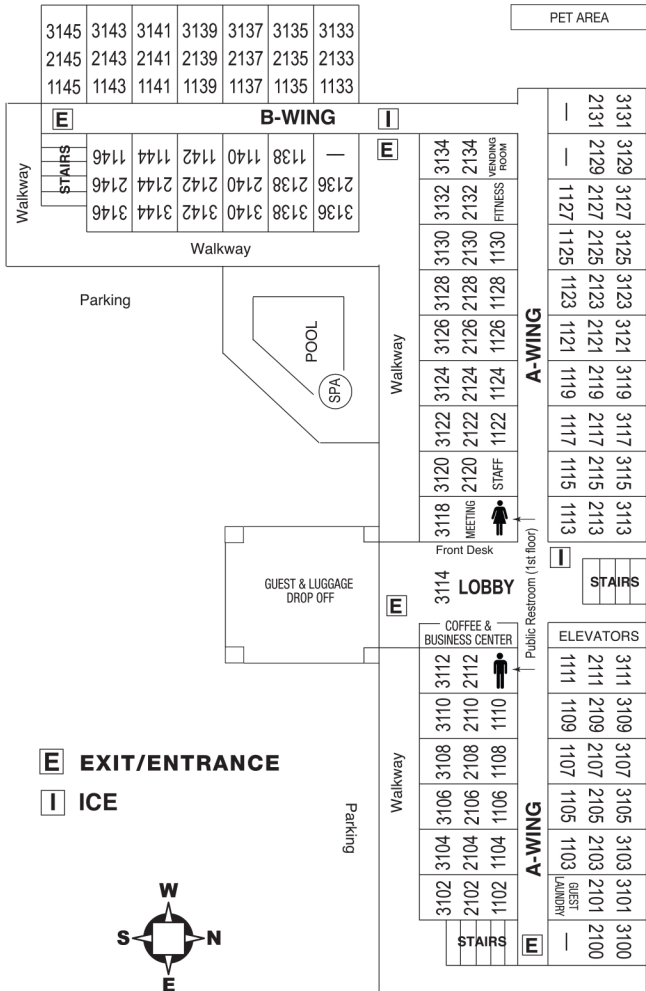 PET AREA
3145 3143 3141 3139 3137 3135 3133
2145 2143 2141 2139 2137 2135 2133
1145 1143 1141 1139 1137 1135 1133
E B-WING I
E
STAIRS
1146 1144 1142 1140 1138 —
2146 2144 2142 2140 2138 2136
3146 3144 3142 3140 3138 3136
Walkway
Walkway
Parking
POOL
SPA
Walkway
3134 2134 VENDING ROOM
3132 2132 FITNESS
3130 2130 1130
3128 2128 1128
3126 2126 1126
3124 2124 1124
3122 2122 1122
3120 2120 STAFF
3118 MEETING
A-WING
— 2131 3131
— 2129 3129
1127 2127 3127
1125 2125 3125
1123 2123 3123
1121 2121 3121
1119 2119 3119
1117 2117 3117
1115 2115 3115
1113 2113 3113
Front Desk
GUEST & LUGGAGE
DROP OFF
E
3114 LOBBY
Public Restroom (1st floor)
I
STAIRS
COFFEE &
BUSINESS CENTER
ELEVATORS
3112 2112
3110 2110 1110
3108 2108 1108
3106 2106 1106
3104 2104 1104
3102 2102 1102
STAIRS
Walkway
Parking
A-WING
E
1111 2111 3111
1109 2109 3109
1107 2107 3107
1105 2105 3105
1103 2103 3103
GUEST LAUNDRY 2101 3101
— 2100 3100
E EXIT/ENTRANCE
I ICE
W
S N
E